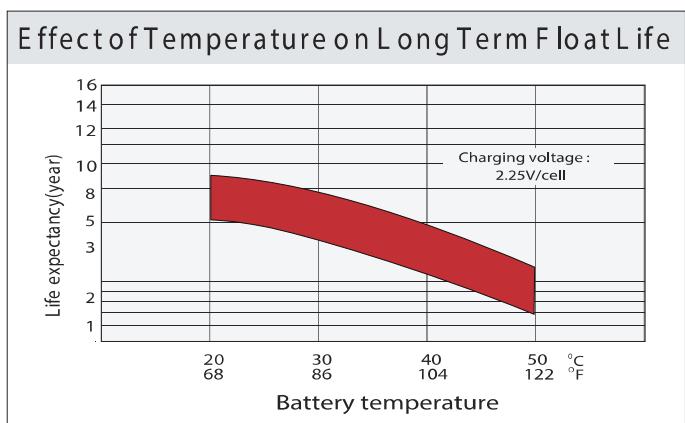 Effect of Temperature on Long Term Float Life
16
14
12
10
8
5
3
2
1
Life expectancy(year)
Charging voltage :
2.25V/cell
20 30 40 50 °C
68 86 104 122 °F
Battery temperature